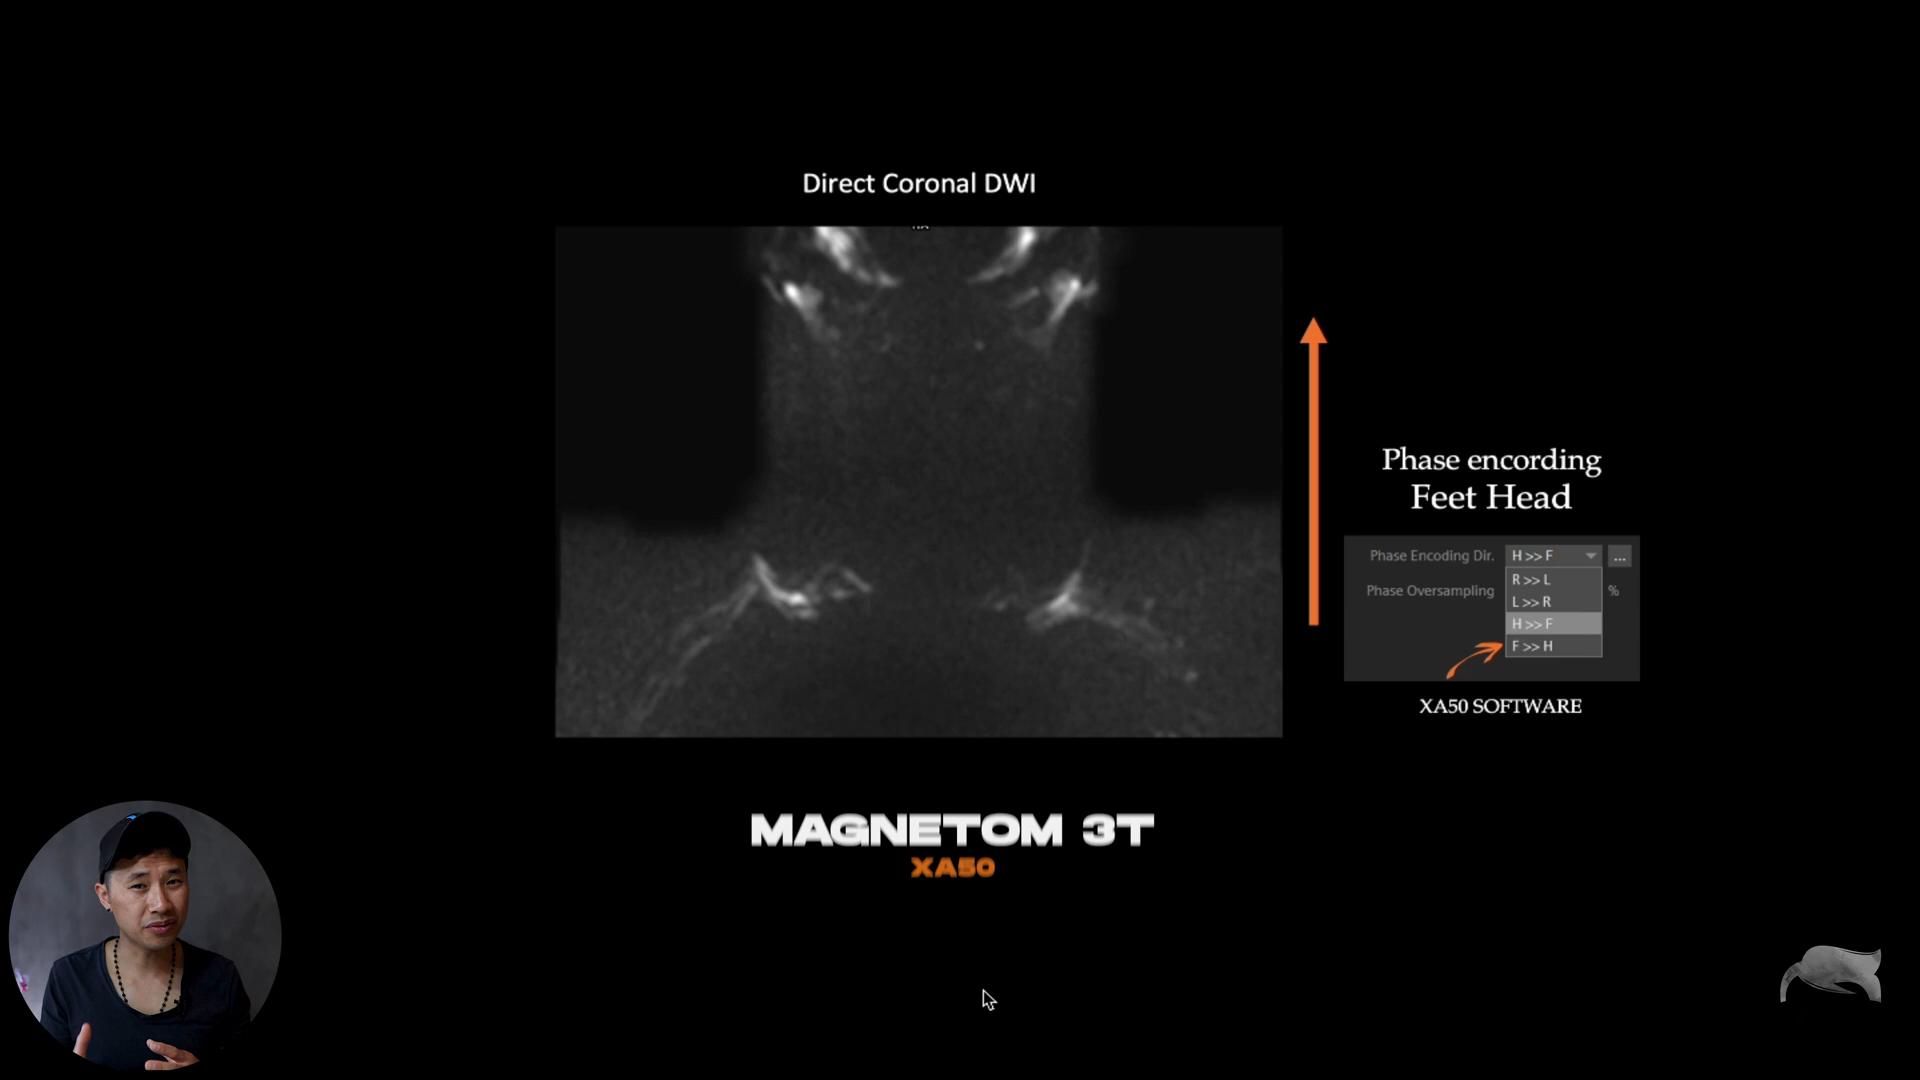 Direct Coronal DWI
Phase encording
Feet Head
Phase Encoding Dir.
H >> F
...
R >> L
Phase Oversampling
%
L >> R
H >> F
F >> H
XA50 SOFTWARE
MAGNETOM 3T
XA50